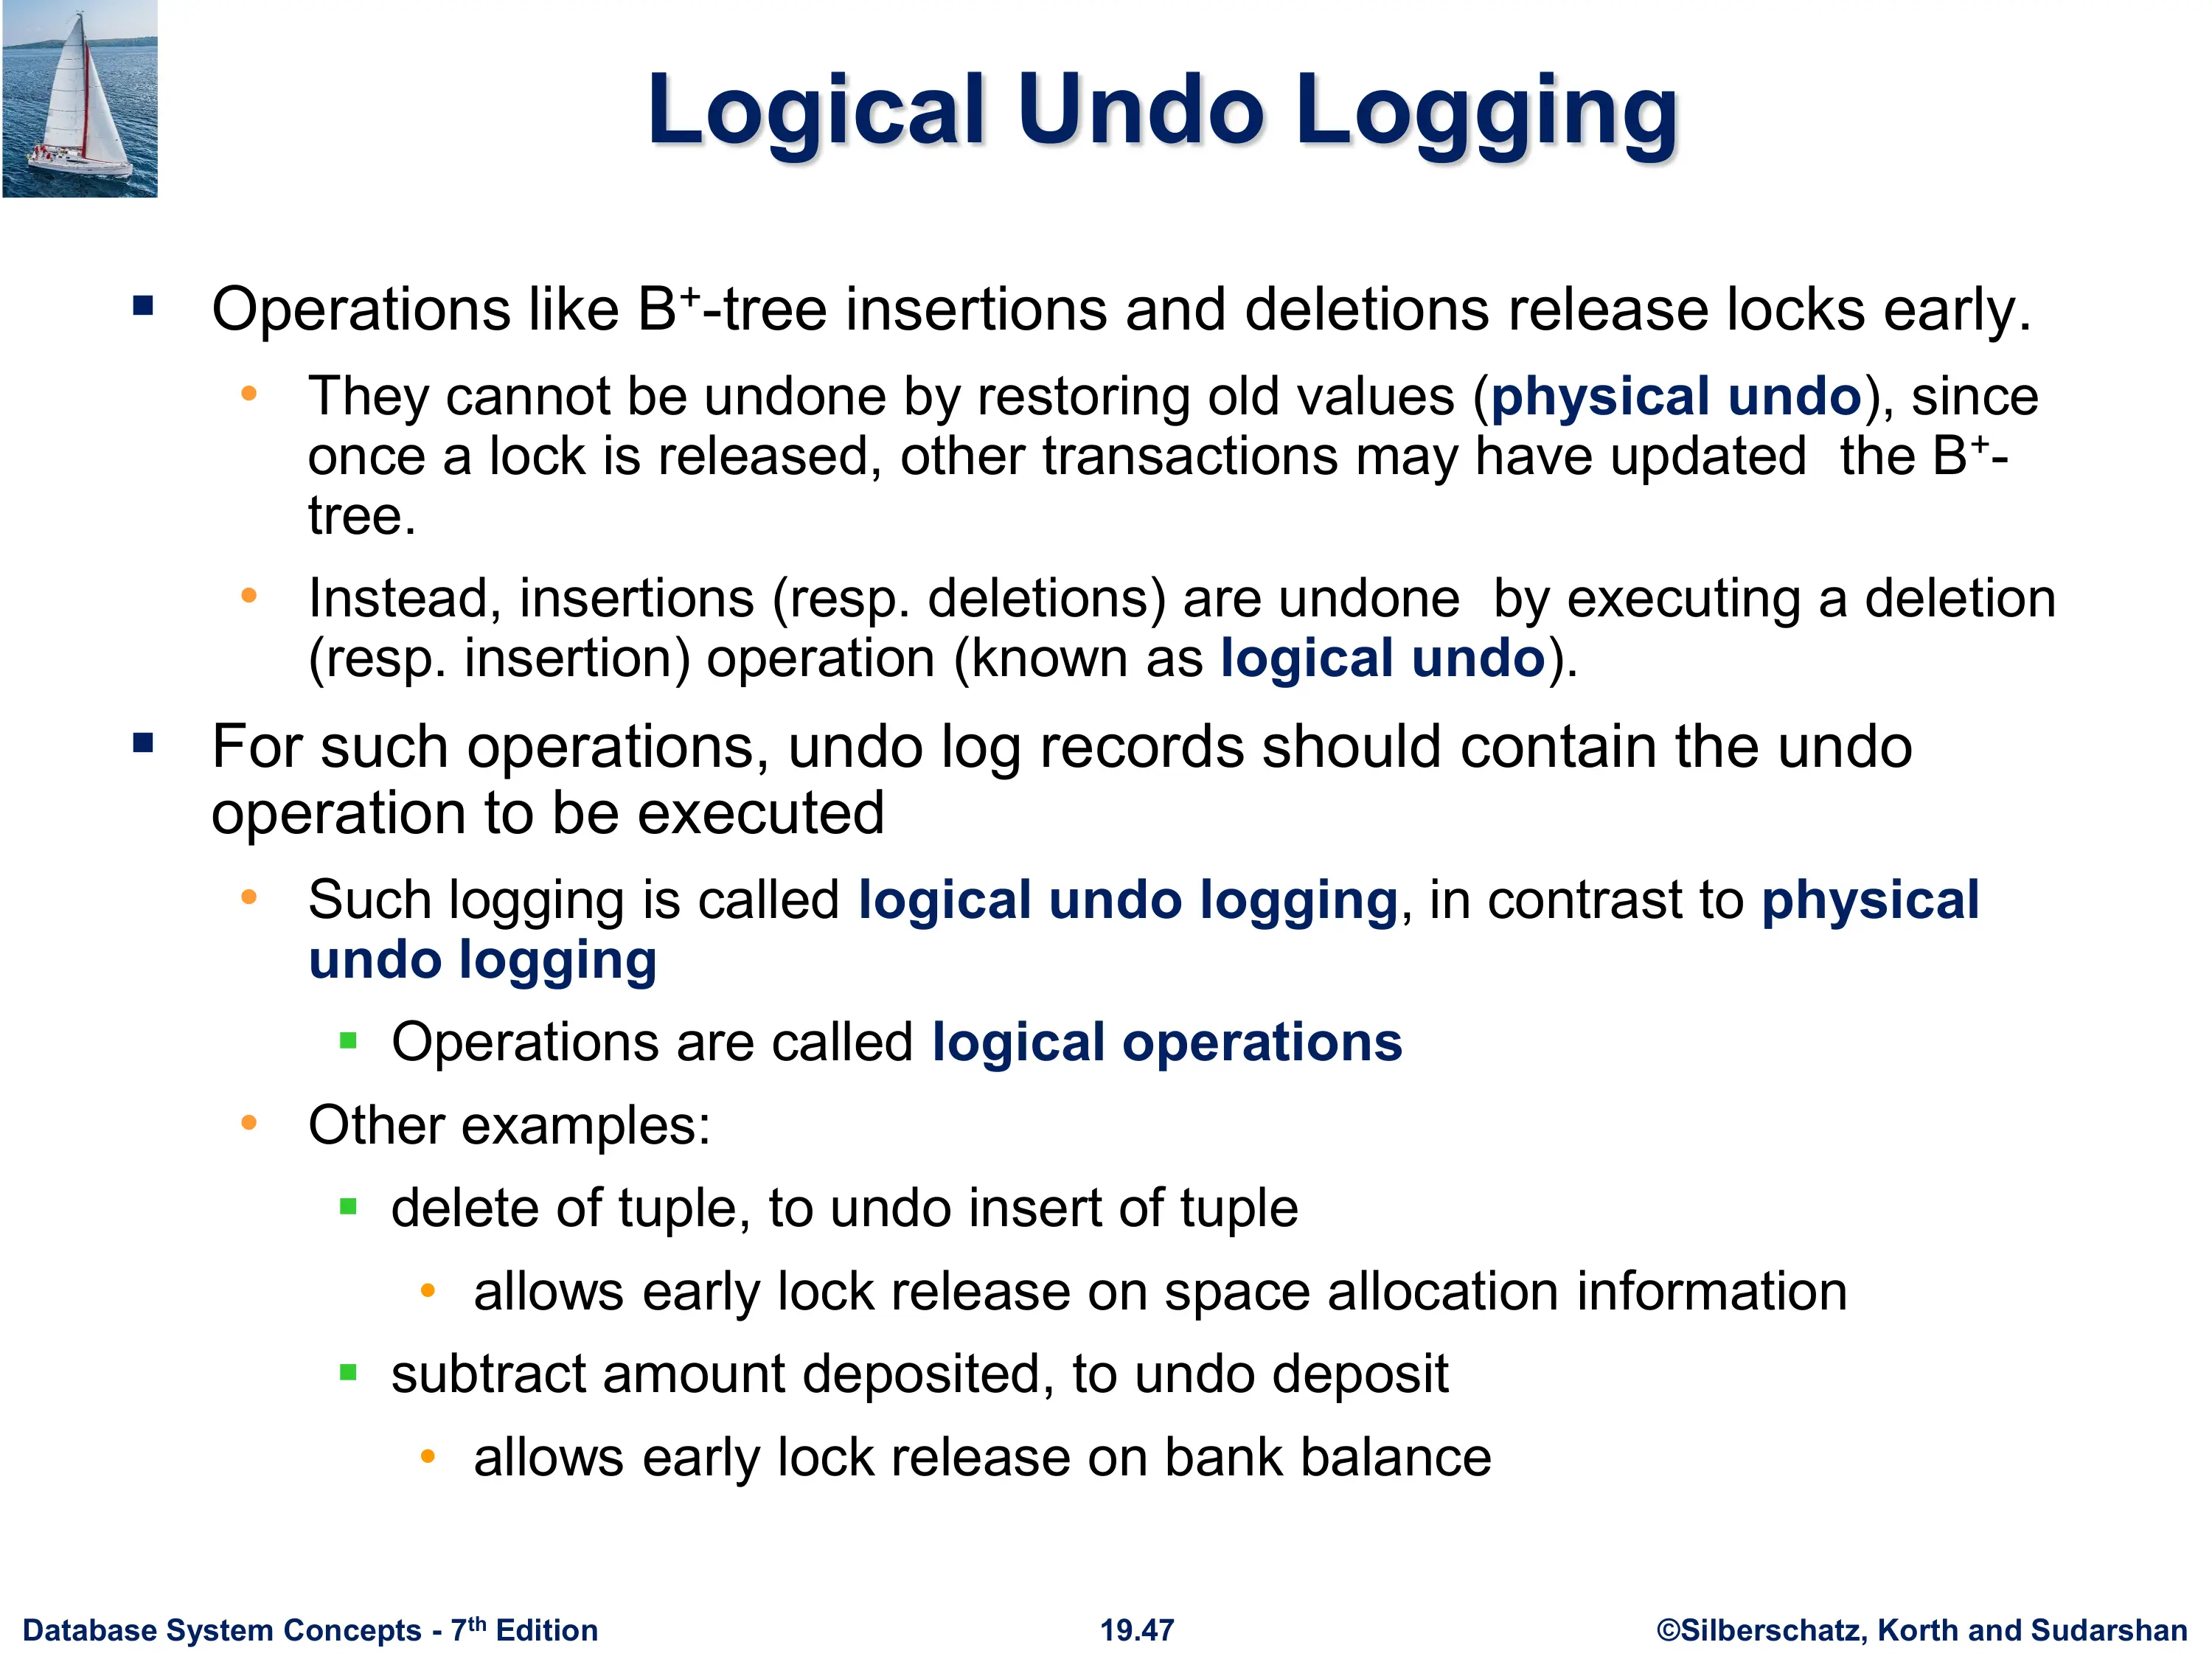 Logical Undo Logging
▪ Operations like B⁺-tree insertions and deletions release locks early.
• They cannot be undone by restoring old values (physical undo), since
once a lock is released, other transactions may have updated  the B⁺-
tree.
• Instead, insertions (resp. deletions) are undone  by executing a deletion
(resp. insertion) operation (known as logical undo).
▪ For such operations, undo log records should contain the undo
operation to be executed
• Such logging is called logical undo logging, in contrast to physical
undo logging
▪ Operations are called logical operations
• Other examples:
▪ delete of tuple, to undo insert of tuple
• allows early lock release on space allocation information
▪ subtract amount deposited, to undo deposit
• allows early lock release on bank balance
Database System Concepts - 7th Edition
19.47
©Silberschatz, Korth and Sudarshan